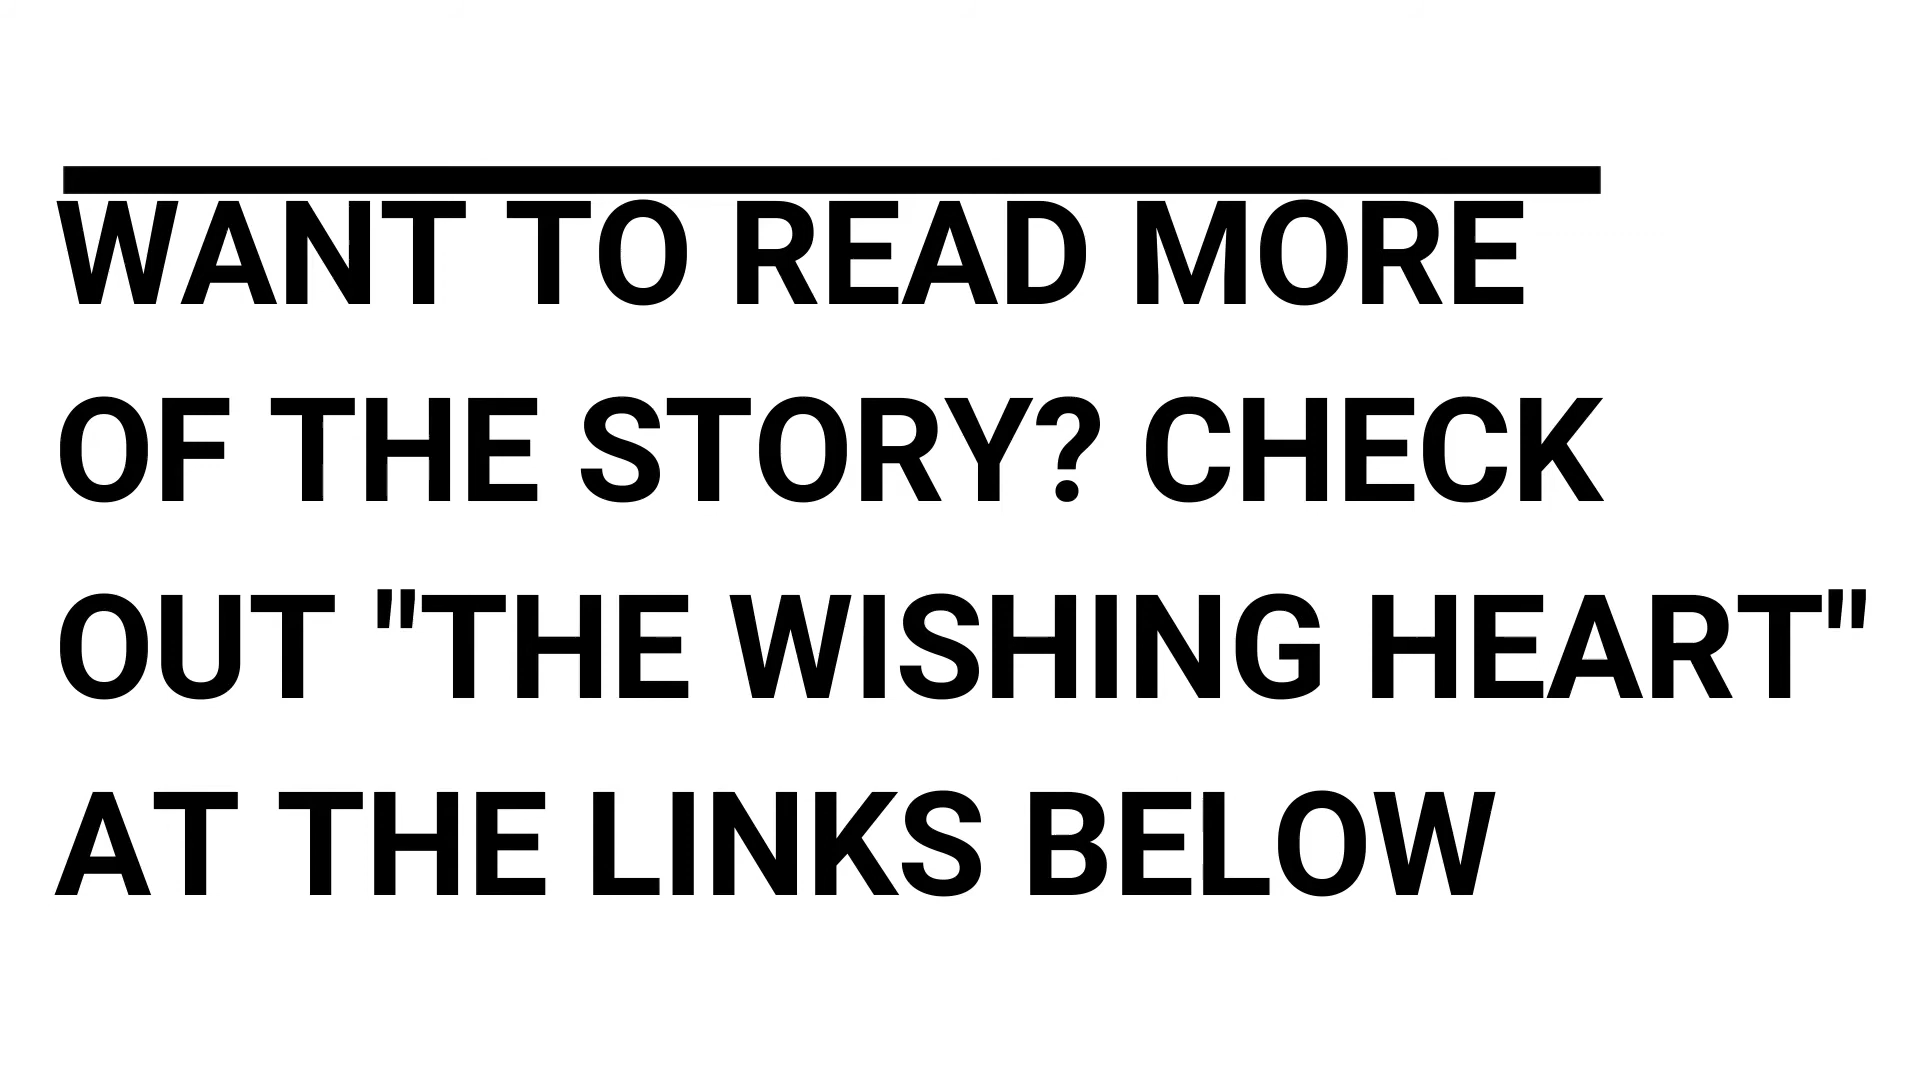 WANT TO READ MORE
OF THE STORY? CHECK
OUT "THE WISHING HEART"
AT THE LINKS BELOW